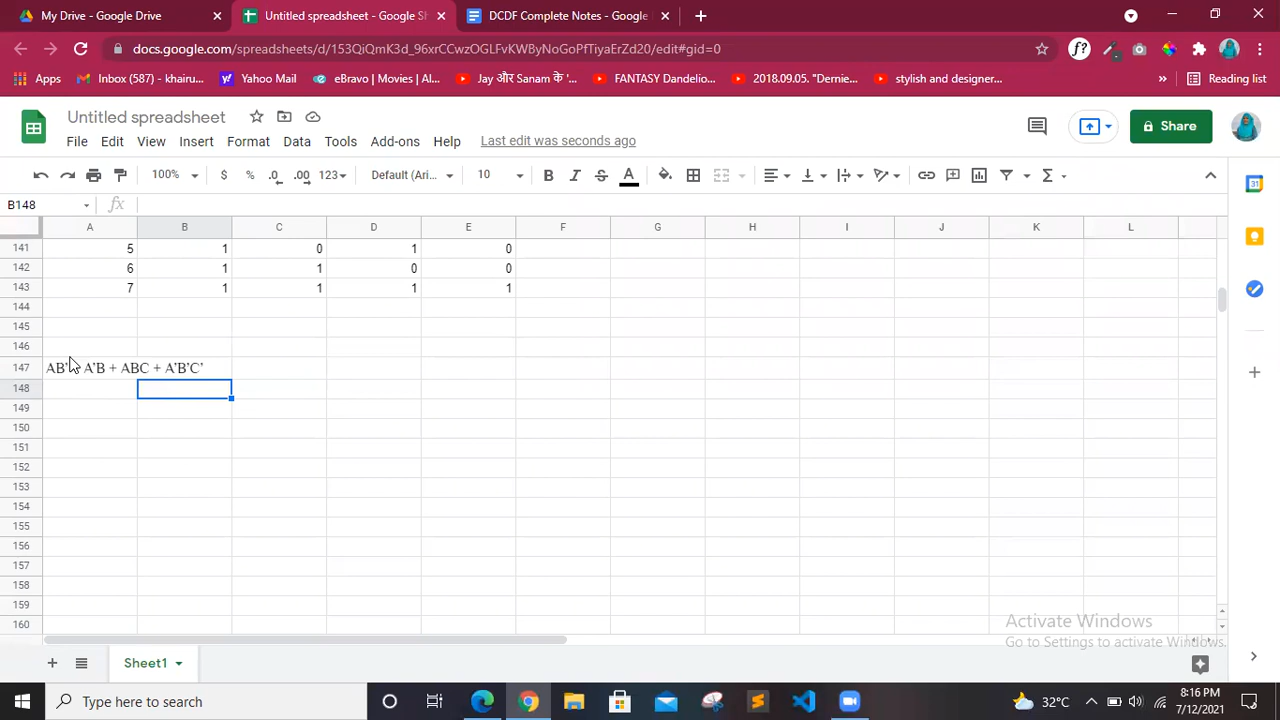 My Drive - Google Drive
Untitled spreadsheet - Google Sh
DCDF Complete Notes - Google
docs.google.com/spreadsheets/d/153QiQmK3d_96xrCCwzOGLFvKWByNoGoPfTiyaErZd20/edit#gid=0
Apps
Inbox (587) - khairu...
Yahoo Mail
eBravo | Movies | Al...
Jay और Sanam के '...
FANTASY Dandelio...
2018.09.05. "Dernie...
stylish and designer...
»
Reading list
Untitled spreadsheet
File Edit View Insert Format Data Tools Add-ons Help Last edit was seconds ago
Share
100% $ % .0 .00 123 Default (Ari... 10 B I S A Σ
B148 fx
A B C D E F G H I J K L
141 5 1 0 1 0
142 6 1 1 0 0
143 7 1 1 1 1
144
145
146
147 A'B + ABC + A'B'C'
148
149
150
151
152
153
154
155
156
157
158
159
160
Activate Windows
Go to Settings to activate Windows.
Sheet1
Type here to search
32°C
8:16 PM
7/12/2021